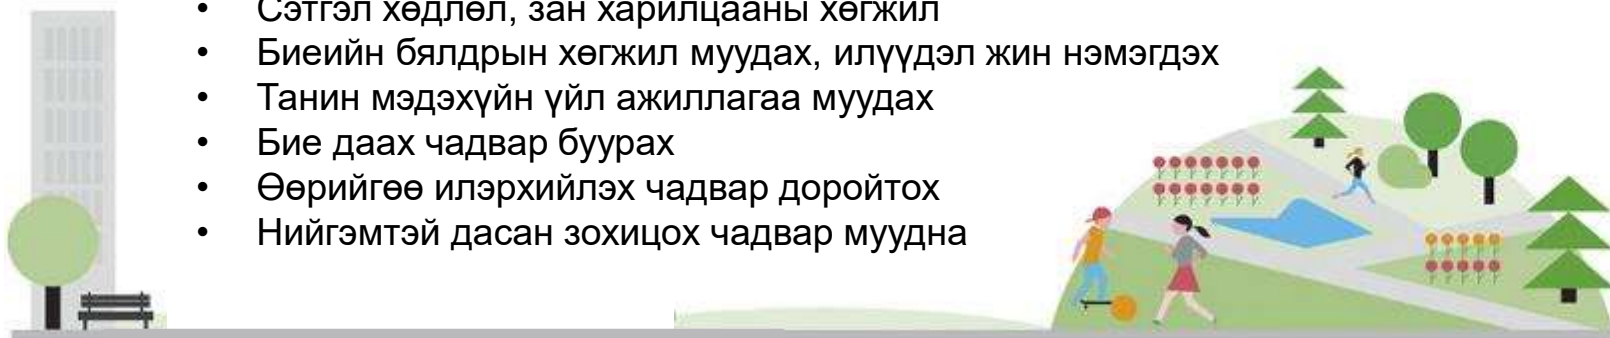 • Сэтгэл хөдлөл, зан харилцааны хөгжил
• Биеийн бялдрын хөгжил муудах, илүүдэл жин нэмэгдэх
• Танин мэдэхүйн үйл ажиллагаа муудах
• Бие даах чадвар буурах
• Өөрийгөө илэрхийлэх чадвар доройтох
• Нийгэмтэй дасан зохицох чадвар муудна